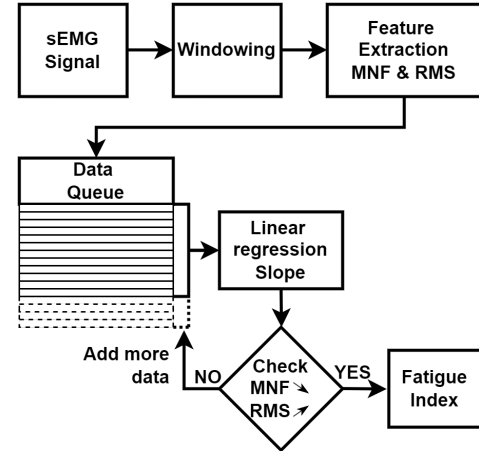 sEMG
Signal
Windowing
Feature
Extraction
MNF & RMS
Data
Queue
Linear
regression
Slope
Add more
data
NO
Check
MNF ↘
RMS ↗
YES
Fatigue
Index